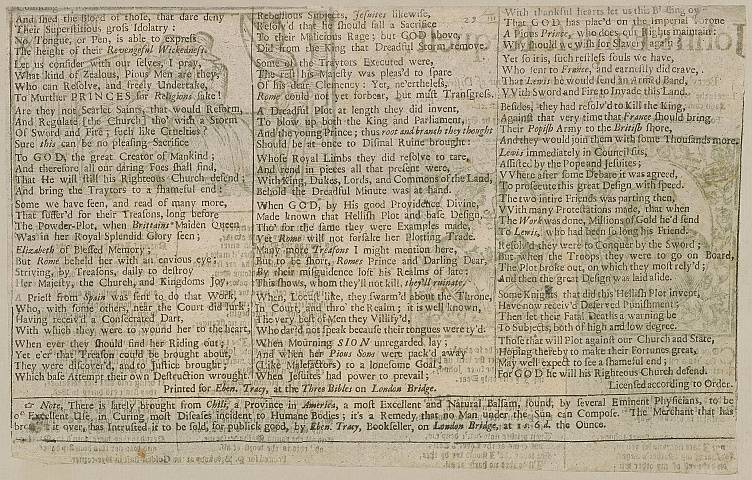 And shed the Blood of those, that dare deny
Their Superstitious gross Idolatry:
No Tongue, or Pen, is able to express
The height of their Revengeful Wickedness.
Let us consider with our selves, I pray,
What kind of Zealous, Pious Men are they,
Who can Resolve, and freely Undertake,
To Murther PRINCES for Religions sake!
Are they not Scarlet Saints, that would Reform,
And Regulate [the Church] tho' with a Storm
Of Sword and Fire; such like Cruelties?
Sure this can be no pleasing Sacrifice
To GOD, the great Creator of Mankind;
And therefore all our daring Foes shall find,
That He will still his Righteous Church defend;
And bring the Traytors to a shameful end:
Some we have seen, and read of many more,
That suffer'd for their Treasons, long before
The Powder-Plot, when Brittains Maiden Queen
Was in her Royal Splendid Glory seen;
Elizabeth of Blessed Memory;
But Rome beheld her with an envious eye:
Striving, by Treasons, daily to destroy
Her Majesty, the Church, and Kingdoms Joy.
A Priest from Spain was sent to do that Work,
Who, with some others, near the Court did lurk;
Having receiv'd a Consecrated Dart,
With which they were to wound her to the heart,
When ever they should find her Riding out;
Yet e'er that Treason could be brought about,
They were discover'd, and to Justice brought;
Which base Attempt their own Destruction wrought.
Rebellious Subjects, Jesuites likewise,
Resolv'd that he should fall a Sacrifice
To their Malicious Rage; but GOD above,
Did from the King that Dreadful Storm remove.
Some of the Traytors Executed were,
The rest his Majesty was pleas'd to spare
Of his dear Clemency: Yet, ne'ertheless,
Rome could not yet forbear, but must Transgress.
A Dreadful Plot at length they did invent,
To blow up both the King and Parliament,
And the young Prince; thus root and branch they thought
Should be at once to Dismal Ruine brought:
Whose Royal Limbs they did resolve to tare,
And rend in pieces all that present were,
With King, Dukes, Lords, and Commons of the Land,
Behold the Dreadful Minute was at hand.
When GOD, by His good Providence Divine,
Made known that Hellish Plot and base Design,
Tho' for the same they were Examples made,
Yet Rome will not forsake her Plotting Trade.
Many more Treasons I might mention here,
But to be short, Romes Prince and Darling Dear,
By their misguidence lost his Realms of late:
This shows, whom they'll not kill, they'll ruinate.
When, Locust like, they swarm'd about the Throne,
In Court, and thro' the Realm; it is well known,
The very best of Men they Villify'd,
Who dar'd not speak because their tongues were ty'd.
When Mourning SION unregarded lay;
And when her Pious Sons were pack'd away
(Like Malefactors) to a lonesome Goal:
When Jesuites had power to prevail;
With thankful hearts let us this Blessing own
That GOD has plac'd on the Imperial Throne
A Pious Prince, who does our Rights maintain:
Why should we wish for Slavery again
Yet so it is, such restless souls we have,
Who sent to France, and earnestly did crave,
That Lewis he would send an Armed Band,
VVith Sword and Fire to Invade this Land.
Besides, they had resolv'd to Kill the King,
Against that very time that France should bring
Their Popish Army to the British shore,
And they would join them with some Thousands more.
Lewis immediately in Council sits,
Assisted by the Pope and Jesuites;
VVhere after some Debate it was agreed,
To prosecute this great Design with speed.
The two intire Friends was parting then,
VVith many Protestations made, that when
The Work was done, Millions of Gold he'd send
To Lewis, who had been so long his Friend.
Resolv'd they were to Conquer by the Sword;
But when the Troops they were to go on Board,
The Plot broke out, on which they most rely'd;
And then the great Design was laid aside.
Some Knights that did this Hellish Plot invent,
Have now receiv'd Deserved Punishment;
Then let their Fatal Deaths a warning be
To Subjects, both of high and low degree.
Those that will Plot against our Church and State,
Hoping thereby to make their Fortunes great,
May well expect to see a shameful end;
For GOD he will his Righteous Church defend.
Licensed according to Order.
Printed for Eben. Tracy, at the Three Bibles on London Bridge.
☞ Note, There is lately brought from Chili, a Province in America, a most Excellent and Natural Balsam, found, by several Eminent Physicians, to be
of Excellent Use, in Curing most Diseases incident to Humane Bodies; it's a Remedy, that no Man under the Sun can Compose. The Merchant that has
brought it over, has Intrusted it to be sold, for publick good, by Eben. Tracy, Bookseller, on London Bridge, at 1 s. 6 d. the Ounce.